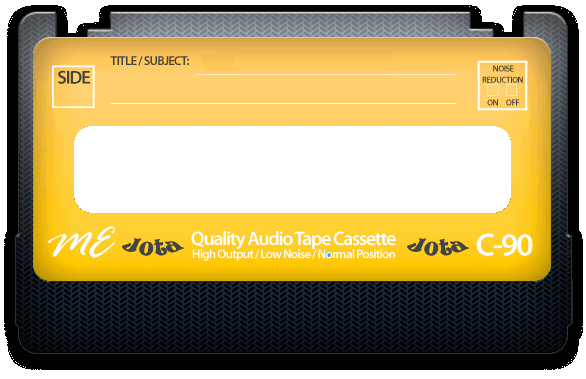 TITLE / SUBJECT:
SIDE
NOISE
REDUCTION
ON OFF
ME Jota Quality Audio Tape Cassette Jota C-90
High Output / Low Noise / Normal Position